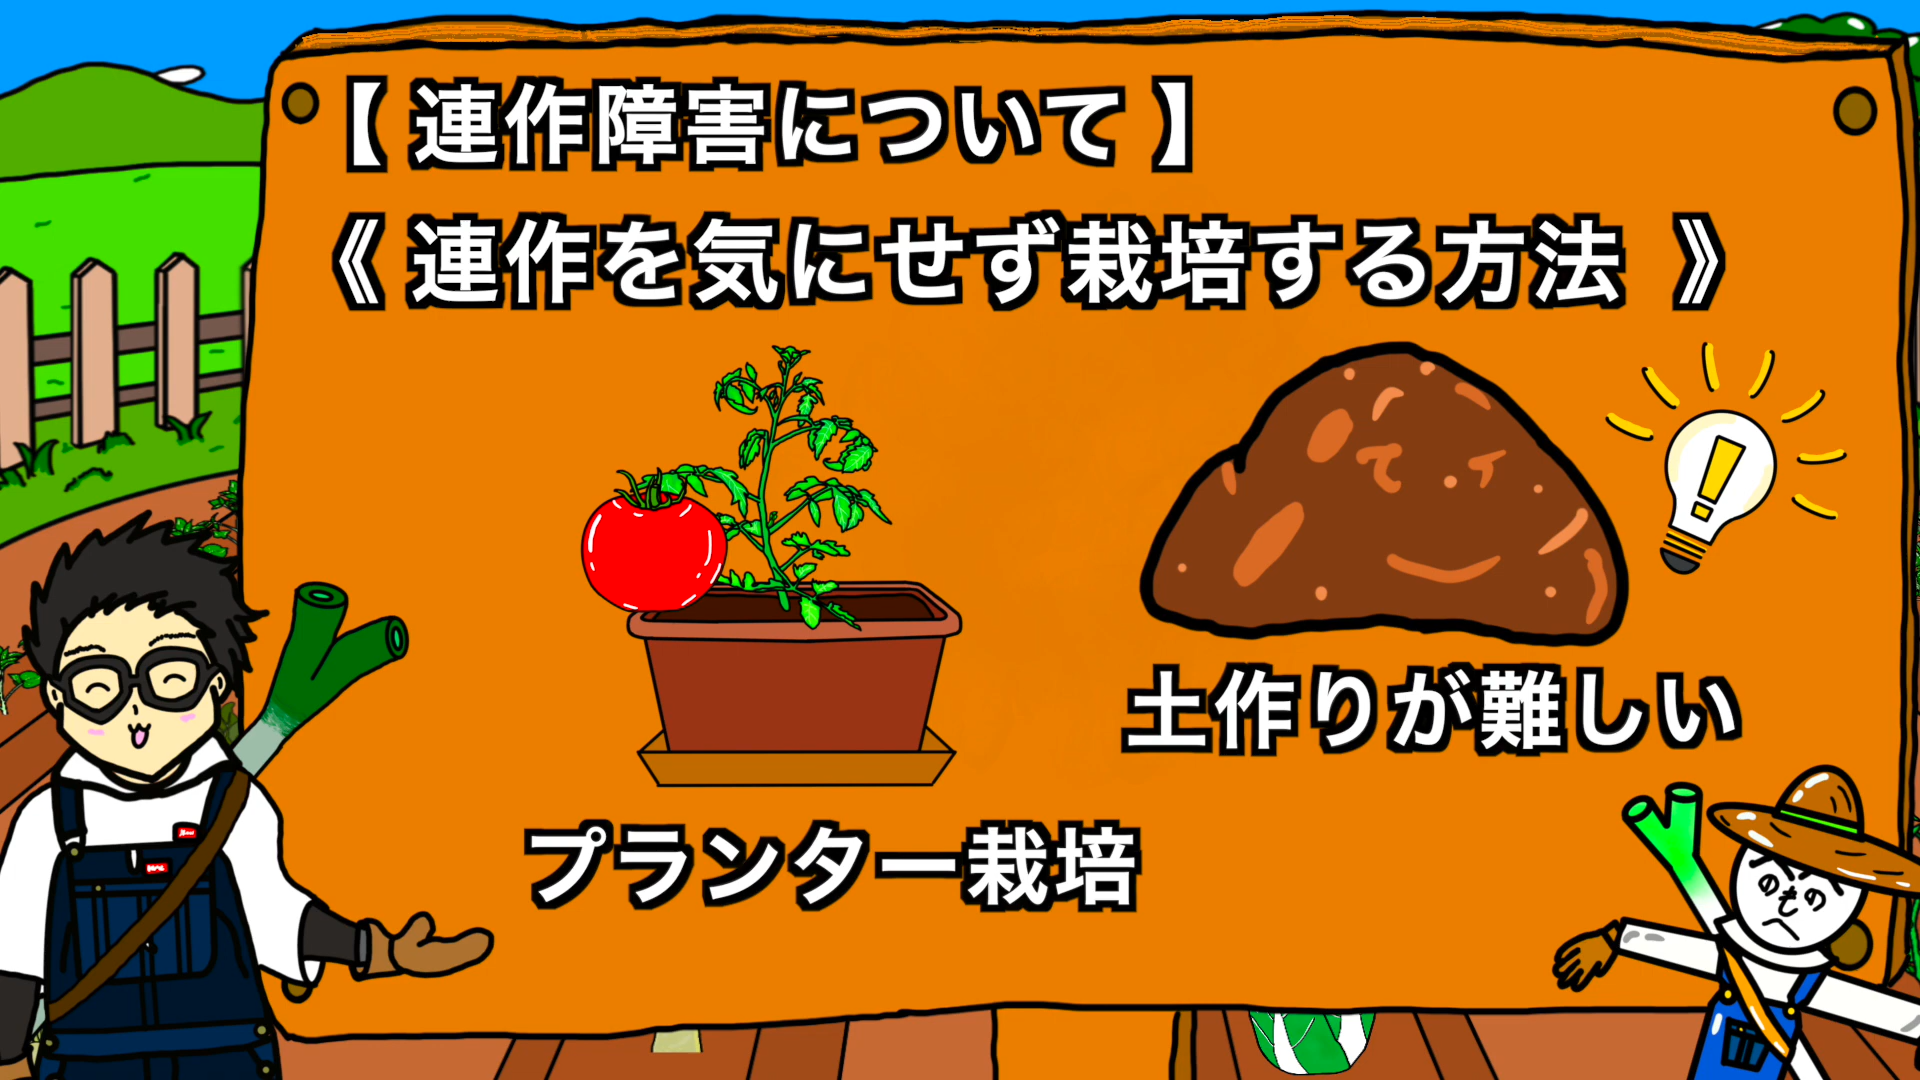 【 連作障害について 】
《 連作を気にせず栽培する方法 》
土作りが難しい
プランター栽培